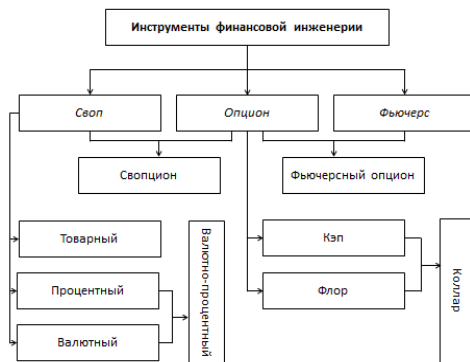 Инструменты финансовой инженерии
Своп
Опцион
Фьючерс
Свопцион
Фьючерсный опцион
Товарный
Процентный
Валютный
Валютно-процентный
Кэп
Флор
Коллар